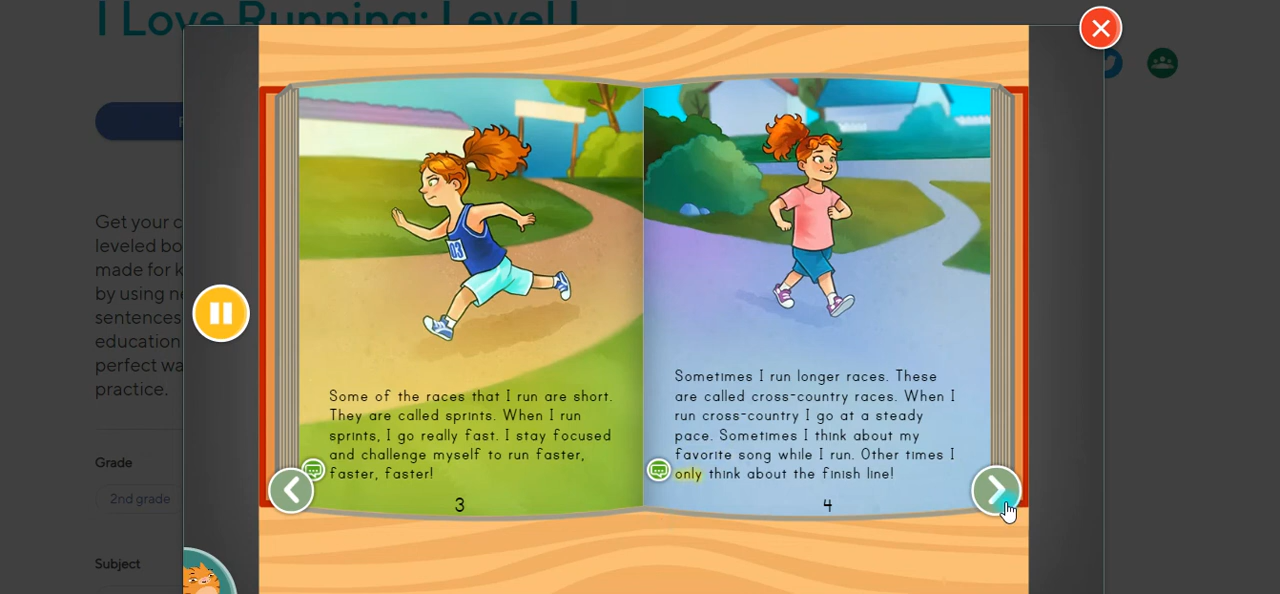 I Love Running: Level I
Get your c
leveled bo
made for k
by using n
sentences
education
perfect wa
practice.
Grade
2nd grade
Subject
03
Some of the races that I run are short.
They are called sprints. When I run
sprints, I go really fast. I stay focused
and challenge myself to run faster,
faster, faster!
3
Sometimes I run longer races. These
are called cross-country races. When I
run cross-country I go at a steady
pace. Sometimes I think about my
favorite song while I run. Other times I
only think about the finish line!
4